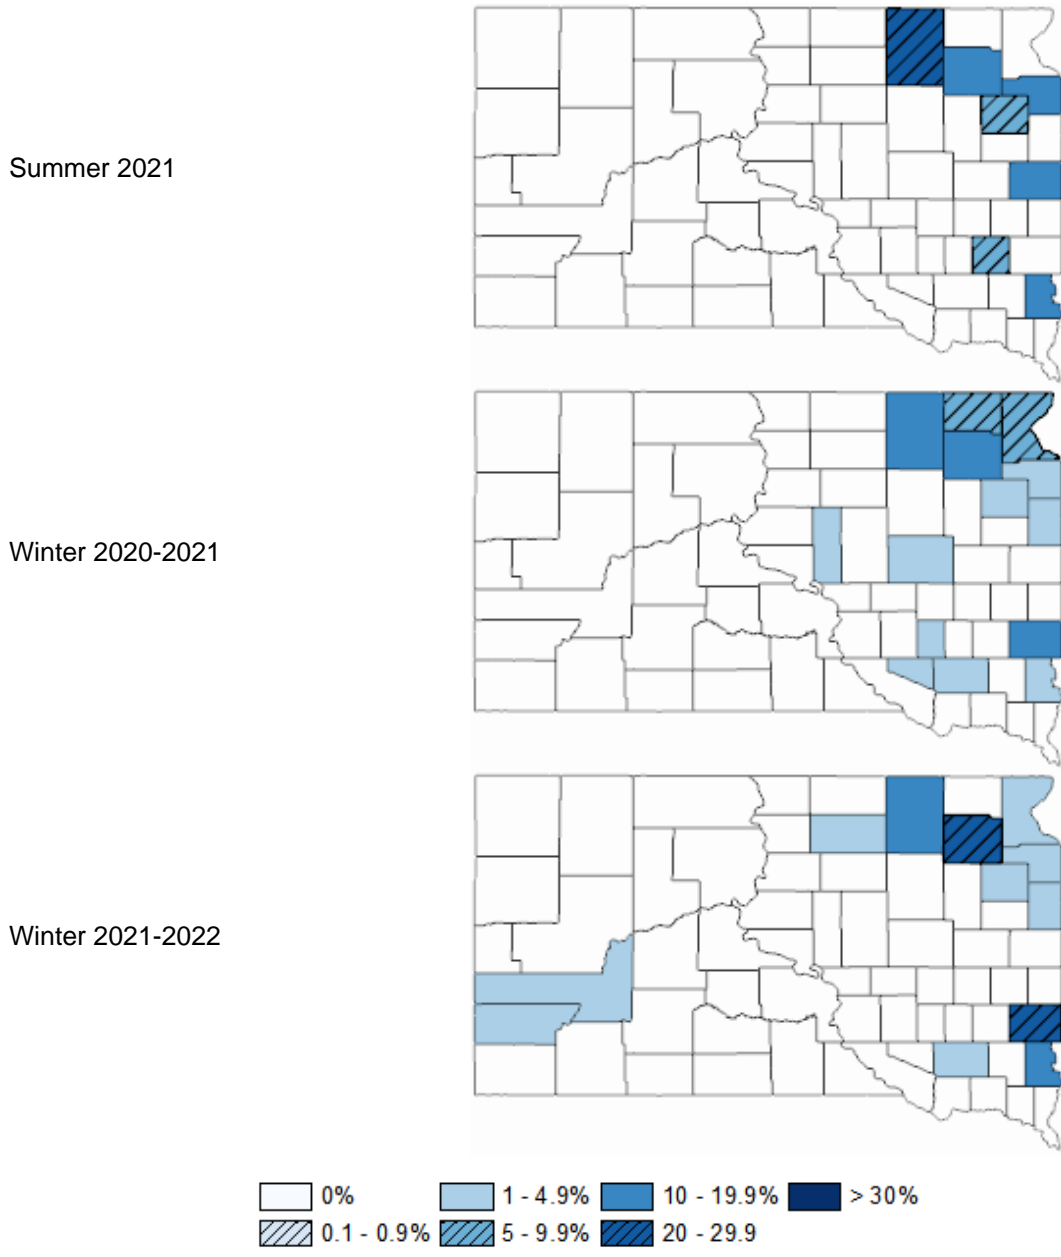 Summer 2021
Winter 2020-2021
Winter 2021-2022
0% 1 - 4.9% 10 - 19.9% > 30%
0.1 - 0.9% 5 - 9.9% 20 - 29.9